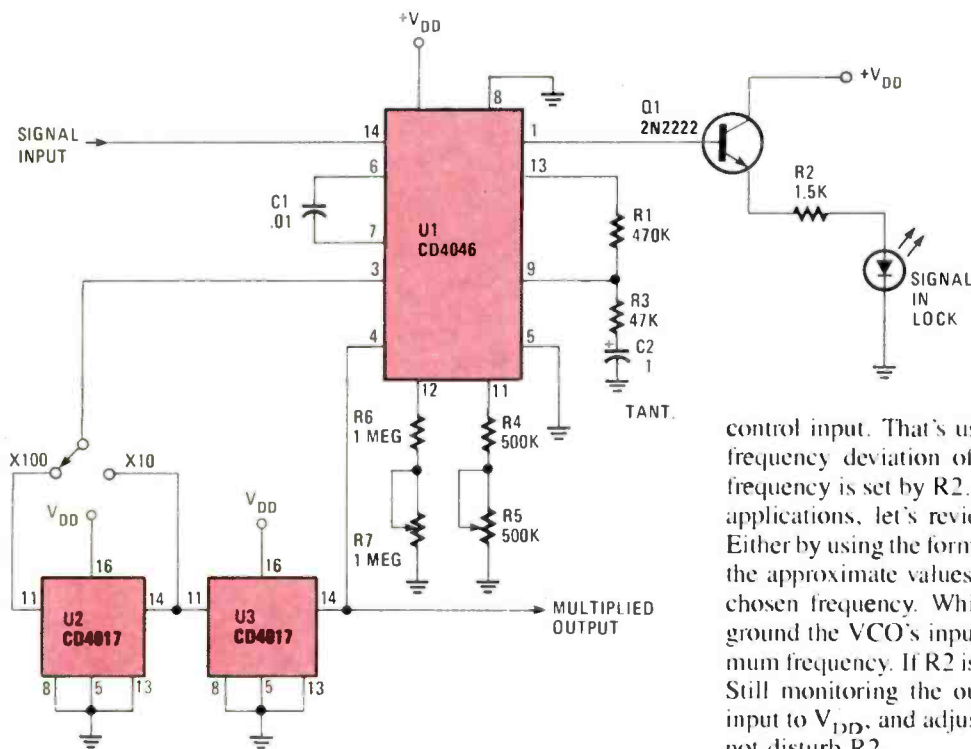 +VDD
8
SIGNAL
INPUT
14
1
6
13
C1
.01
7
U1
CD4046
R1
470K
3
9
R3
47K
4
5
C2
+
1
TANT.
12
11
R6
1 MEG
R4
500K
R7
1 MEG
R5
500K
Q1
2N2222
+VDD
R2
1.5K
SIGNAL
IN
LOCK
X100
X10
VDD
VDD
16
16
11
14
11
14
U2
CD4017
U3
CD4017
8
5
13
8
5
13
MULTIPLIED
OUTPUT
control input. That's us
frequency deviation of
frequency is set by R2.
applications, let's revie
Either by using the form
the approximate values
chosen frequency. Whi
ground the VCO's input
mum frequency. If R2 is
Still monitoring the ou
input to VDD, and adjus
not disturb R2.